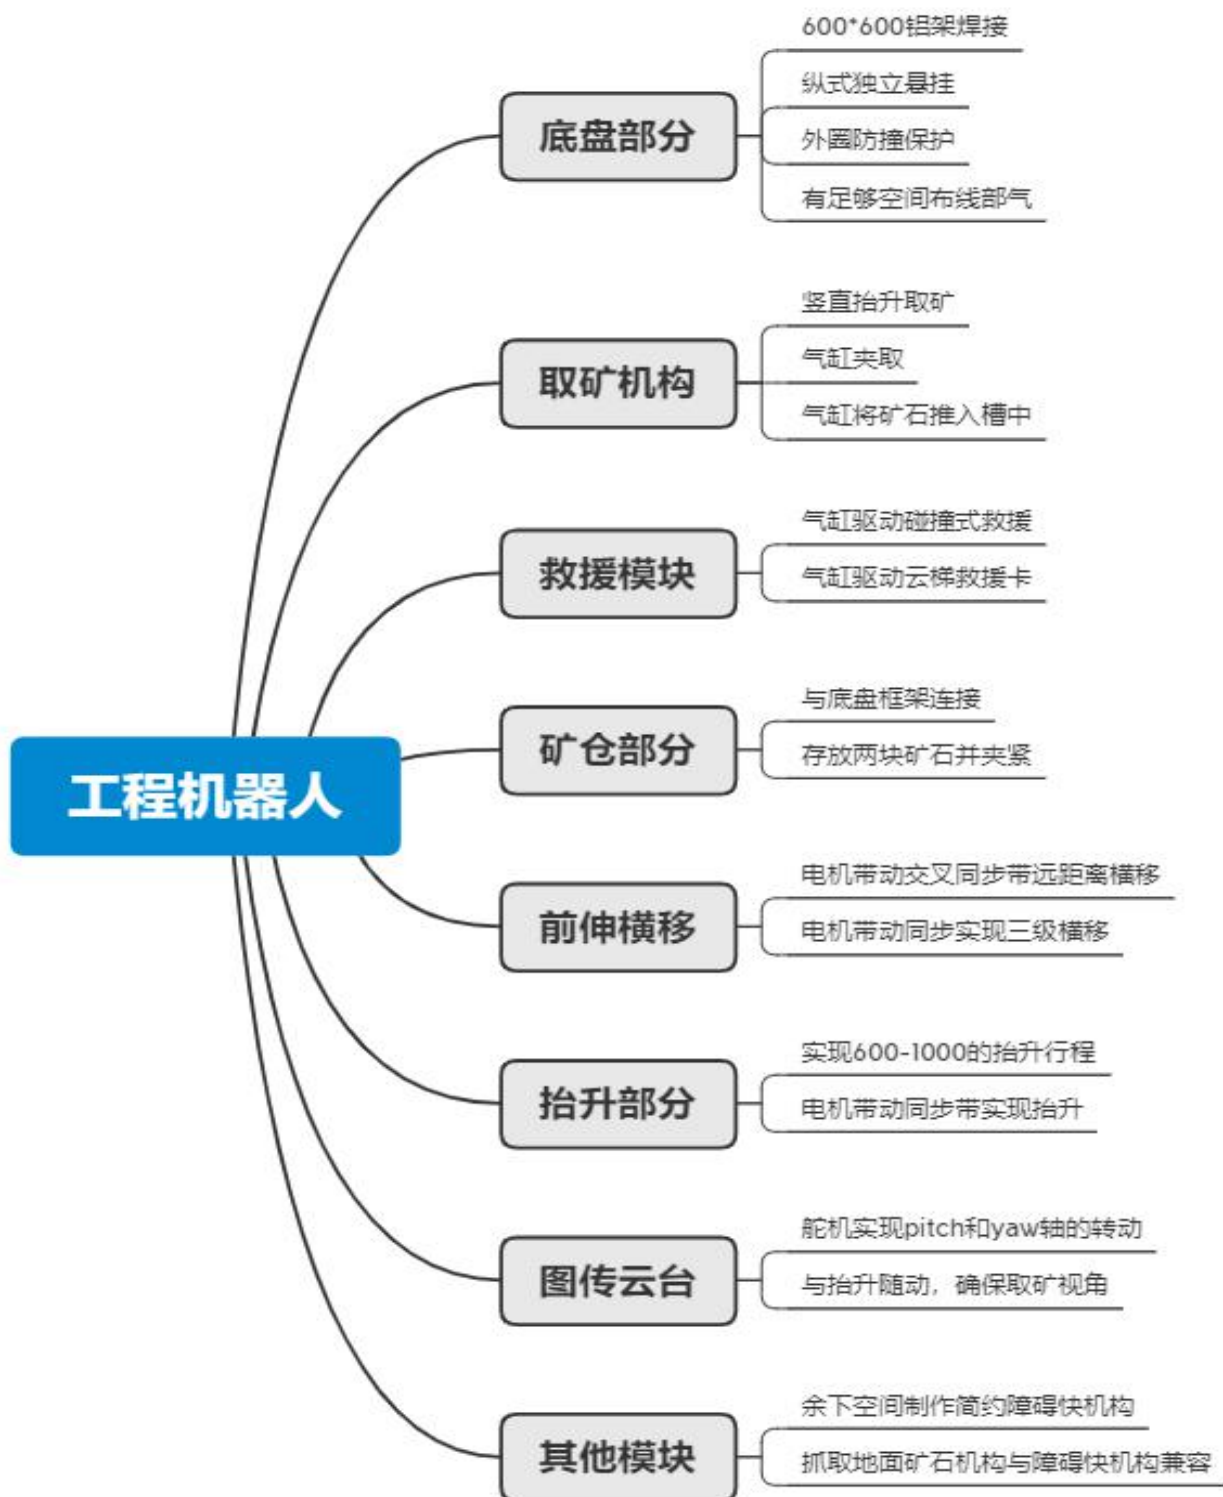 工程机器人
底盘部分
600*600铝架焊接
纵式独立悬挂
外圈防撞保护
有足够空间布线部气
取矿机构
竖直抬升取矿
气缸夹取
气缸将矿石推入槽中
救援模块
气缸驱动碰撞式救援
气缸驱动云梯救援卡
矿仓部分
与底盘框架连接
存放两块矿石并夹紧
前伸横移
电机带动交叉同步带远距离横移
电机带动同步实现三级横移
抬升部分
实现600-1000的抬升行程
电机带动同步带实现抬升
图传云台
舵机实现pitch和yaw轴的转动
与抬升随动，确保取矿视角
其他模块
余下空间制作简约障碍快机构
抓取地面矿石机构与障碍快机构兼容